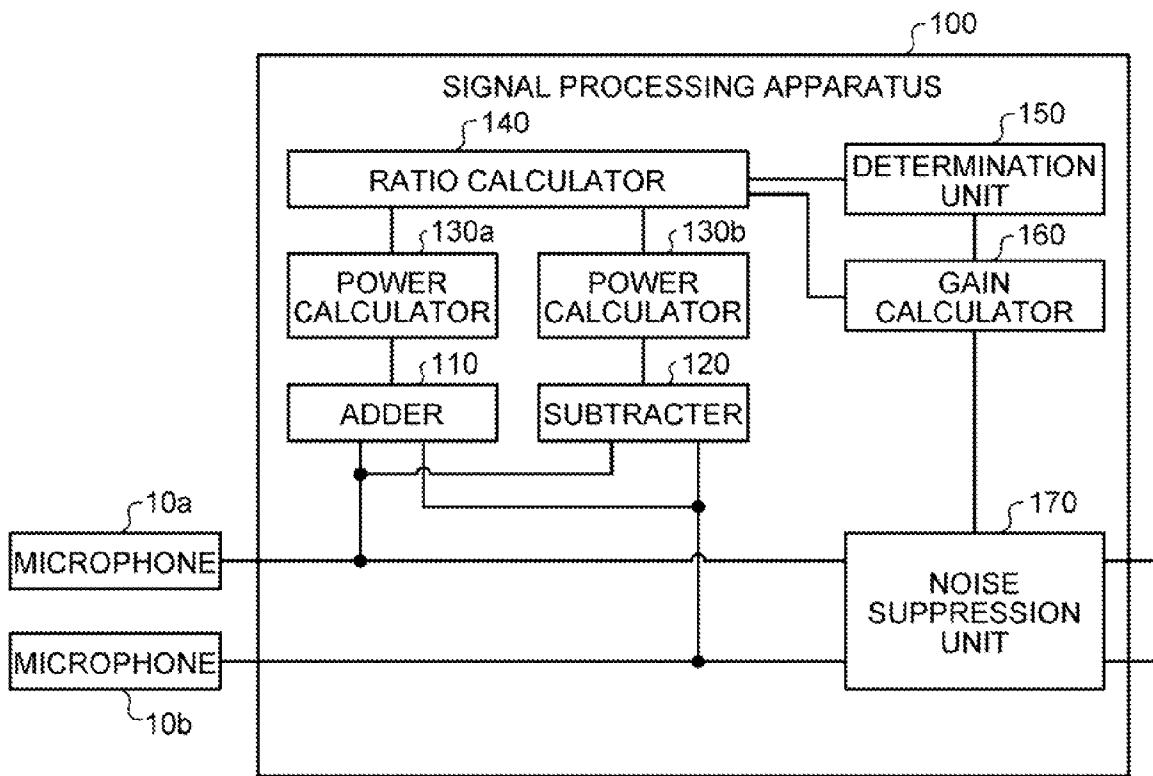 100
SIGNAL PROCESSING APPARATUS
140
RATIO CALCULATOR
150
DETERMINATION
UNIT
130a
POWER
CALCULATOR
130b
POWER
CALCULATOR
160
GAIN
CALCULATOR
110
ADDER
120
SUBTRACTER
10a
MICROPHONE
170
NOISE
SUPPRESSION
UNIT
MICROPHONE
10b